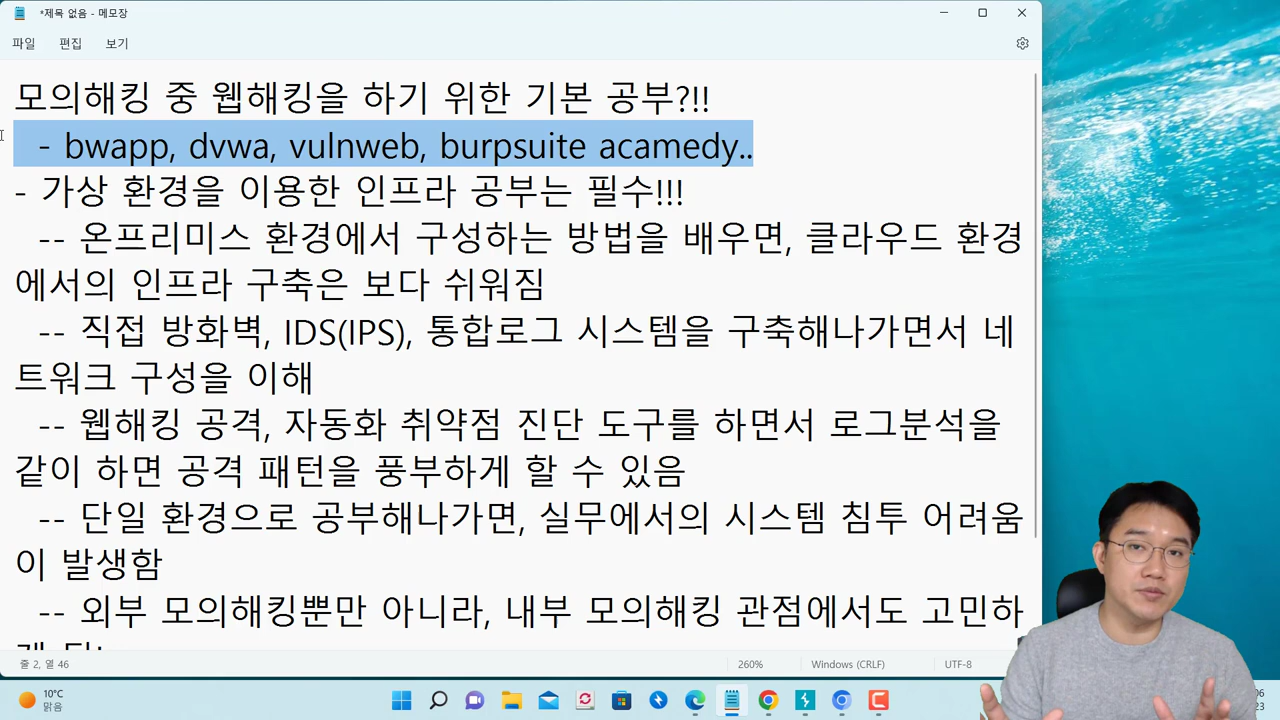 *제목 없음 - 메모장
파일 편집 보기
모의해킹 중 웹해킹을 하기 위한 기본 공부?!!
- bwapp, dvwa, vulnweb, burpsuite acamedy..
- 가상 환경을 이용한 인프라 공부는 필수!!!
-- 온프리미스 환경에서 구성하는 방법을 배우면, 클라우드 환경
에서의 인프라 구축은 보다 쉬워짐
-- 직접 방화벽, IDS(IPS), 통합로그 시스템을 구축해나가면서 네
트워크 구성을 이해
-- 웹해킹 공격, 자동화 취약점 진단 도구를 하면서 로그분석을
같이 하면 공격 패턴을 풍부하게 할 수 있음
-- 단일 환경으로 공부해나가면, 실무에서의 시스템 침투 어려움
이 발생함
-- 외부 모의해킹뿐만 아니라, 내부 모의해킹 관점에서도 고민하
줄 2, 열 46 260% Windows (CRLF) UTF-8
10°C
맑음